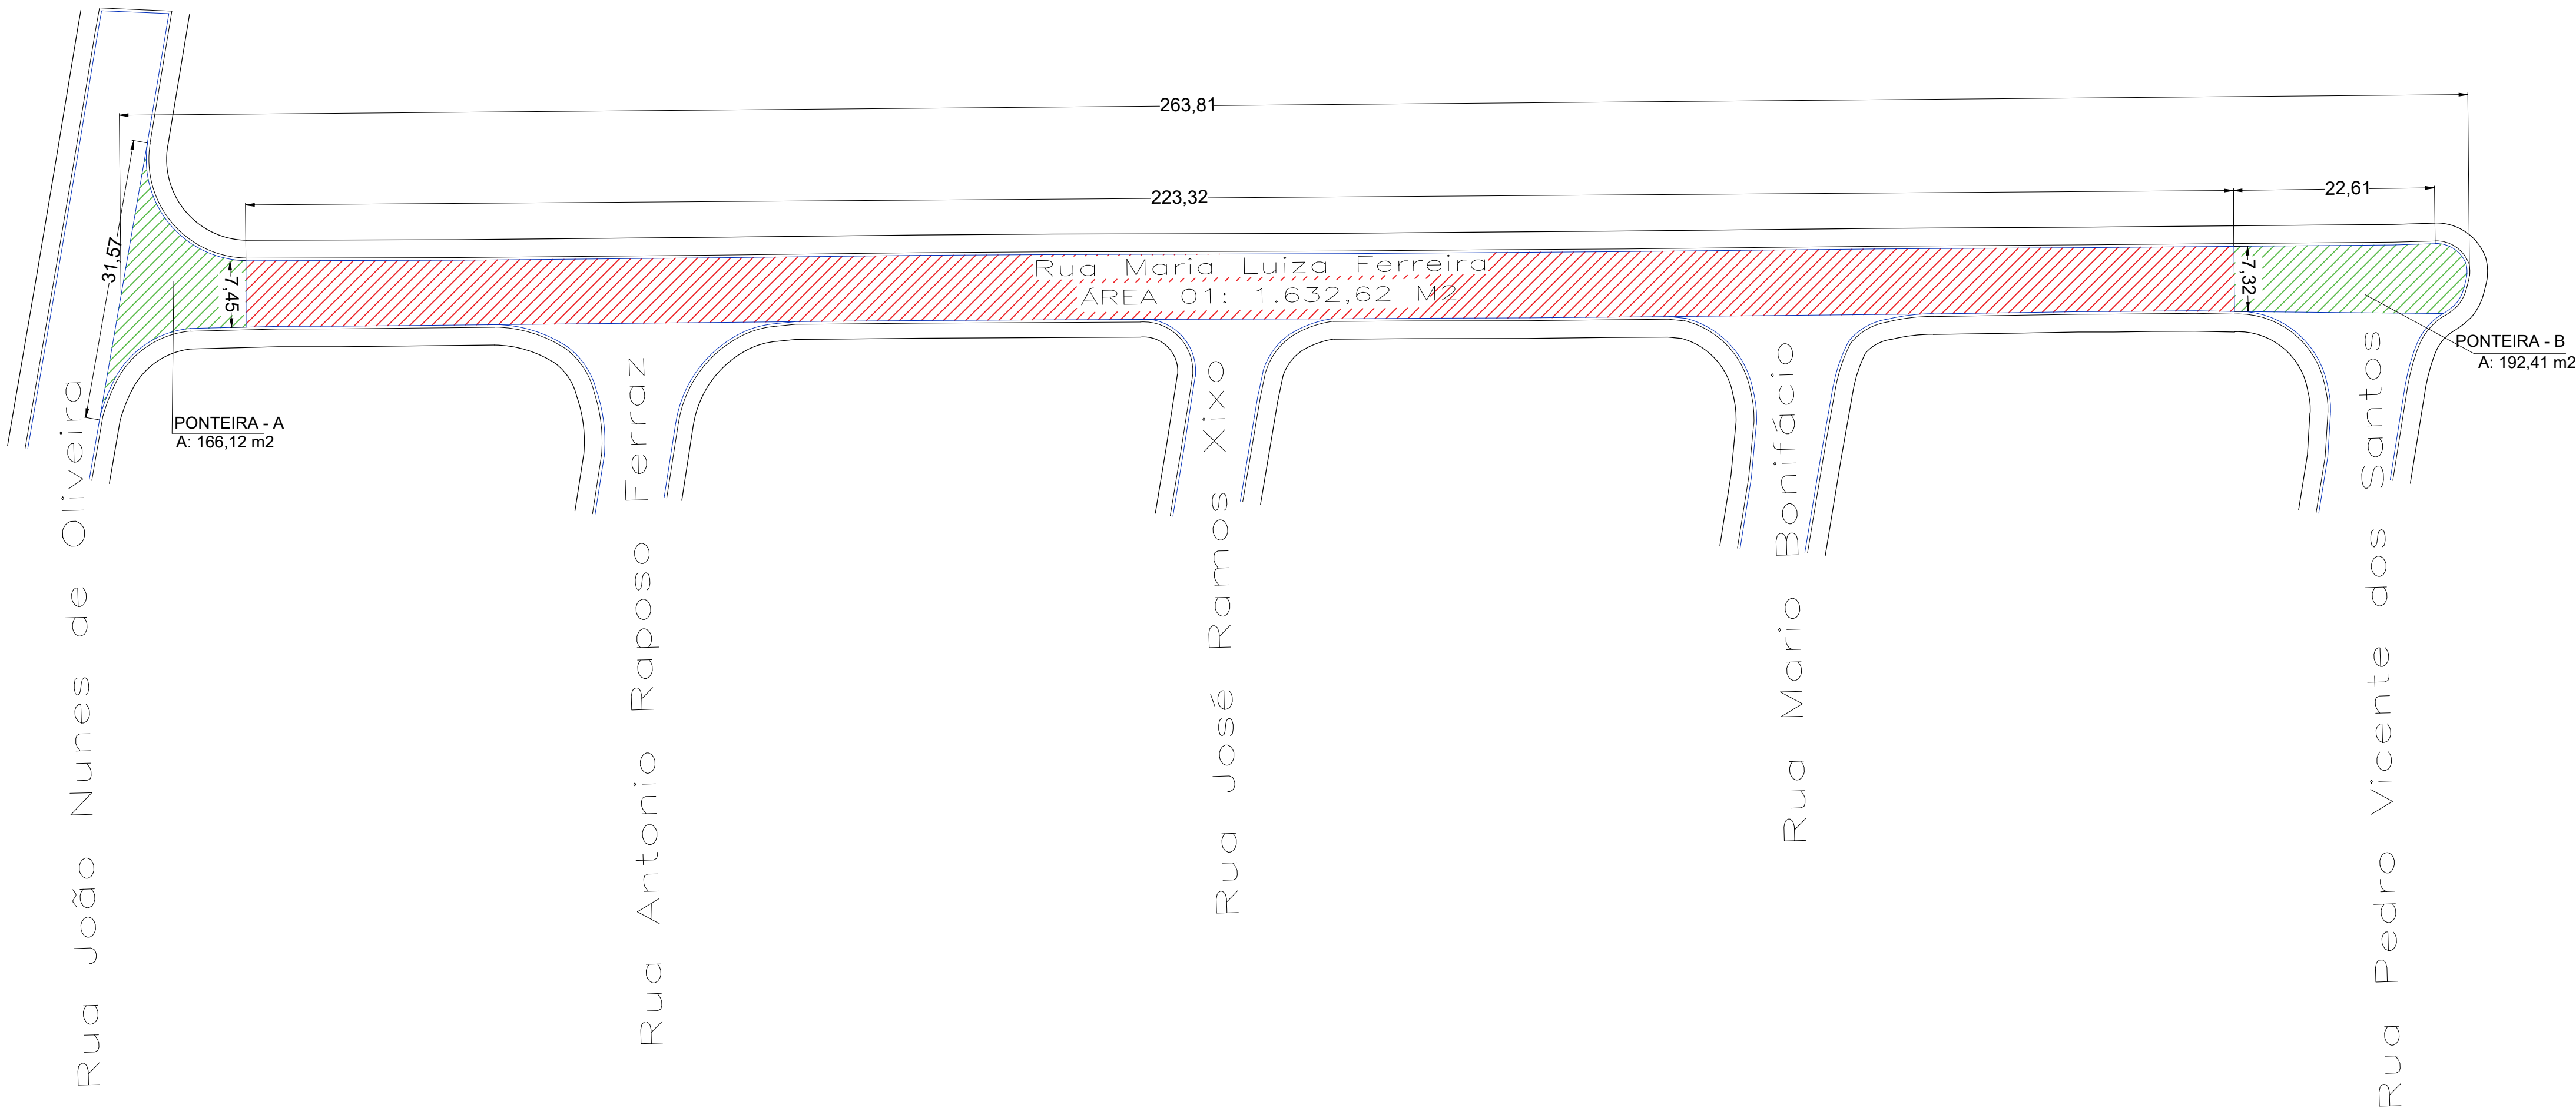 263,81
223,32
22,61
31,57
7,45
Rua Maria Luiza Ferreira
ÁREA 01: 1.632,62 M2
7,32
PONTEIRA - A
A: 166,12 m2
PONTEIRA - B
A: 192,41 m2
Rua João Nunes de Oliveira
Rua Antonio Raposo Ferraz
Rua José Ramos Xixo
Rua Mario Bonifácio
Rua Pedro Vicente dos Santos